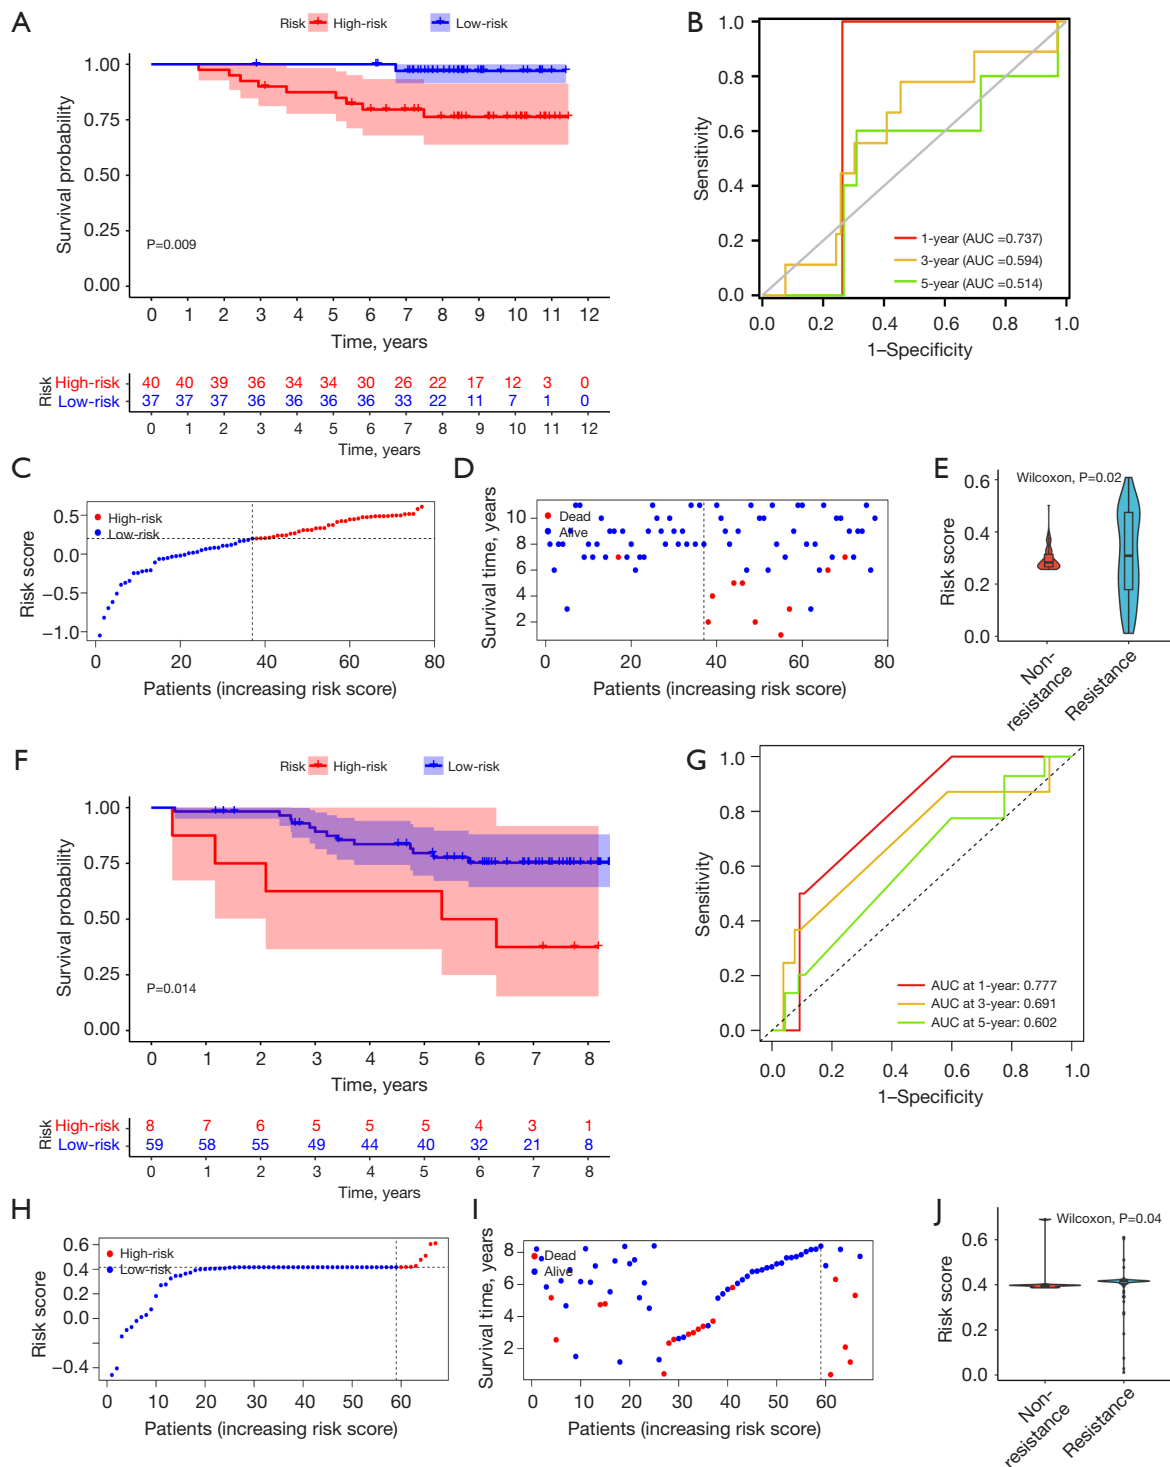 A
Risk High-risk Low-risk
Survival probability
1.00
0.75
0.50
0.25
0.00
P=0.009
0 1 2 3 4 5 6 7 8 9 10 11 12
Time, years
Risk
High-risk 40 40 39 36 34 34 30 26 22 17 12 3 0
Low-risk 37 37 37 36 36 36 36 33 22 11 7 1 0
0 1 2 3 4 5 6 7 8 9 10 11 12
Time, years
B
Sensitivity
1.0
0.8
0.6
0.4
0.2
0.0
1-year (AUC =0.737)
3-year (AUC =0.594)
5-year (AUC =0.514)
0.0 0.2 0.4 0.6 0.8 1.0
1–Specificity
C
Risk score
0.5
0.0
−0.5
−1.0
High-risk
Low-risk
0 20 40 60 80
Patients (increasing risk score)
D
Survival time, years
10
8
6
4
2
Dead
Alive
0 20 40 60 80
Patients (increasing risk score)
E
Risk score
0.6
0.4
0.2
0.0
Wilcoxon, P=0.02
Non-
resistance
Resistance
F
Risk High-risk Low-risk
Survival probability
1.00
0.75
0.50
0.25
0.00
P=0.014
0 1 2 3 4 5 6 7 8
Time, years
Risk
High-risk 8 7 6 5 5 5 4 3 1
Low-risk 59 58 55 49 44 40 32 21 8
0 1 2 3 4 5 6 7 8
Time, years
G
Sensitivity
1.0
0.8
0.6
0.4
0.2
0.0
AUC at 1-year: 0.777
AUC at 3-year: 0.691
AUC at 5-year: 0.602
0.0 0.2 0.4 0.6 0.8 1.0
1–Specificity
H
Risk score
0.6
0.4
0.2
0.0
−0.4
High-risk
Low-risk
0 10 20 30 40 50 60
Patients (increasing risk score)
I
Survival time, years
8
6
4
2
Dead
Alive
0 10 20 30 40 50 60
Patients (increasing risk score)
J
Risk score
0.6
0.4
0.2
0.0
Wilcoxon, P=0.04
Non-
resistance
Resistance